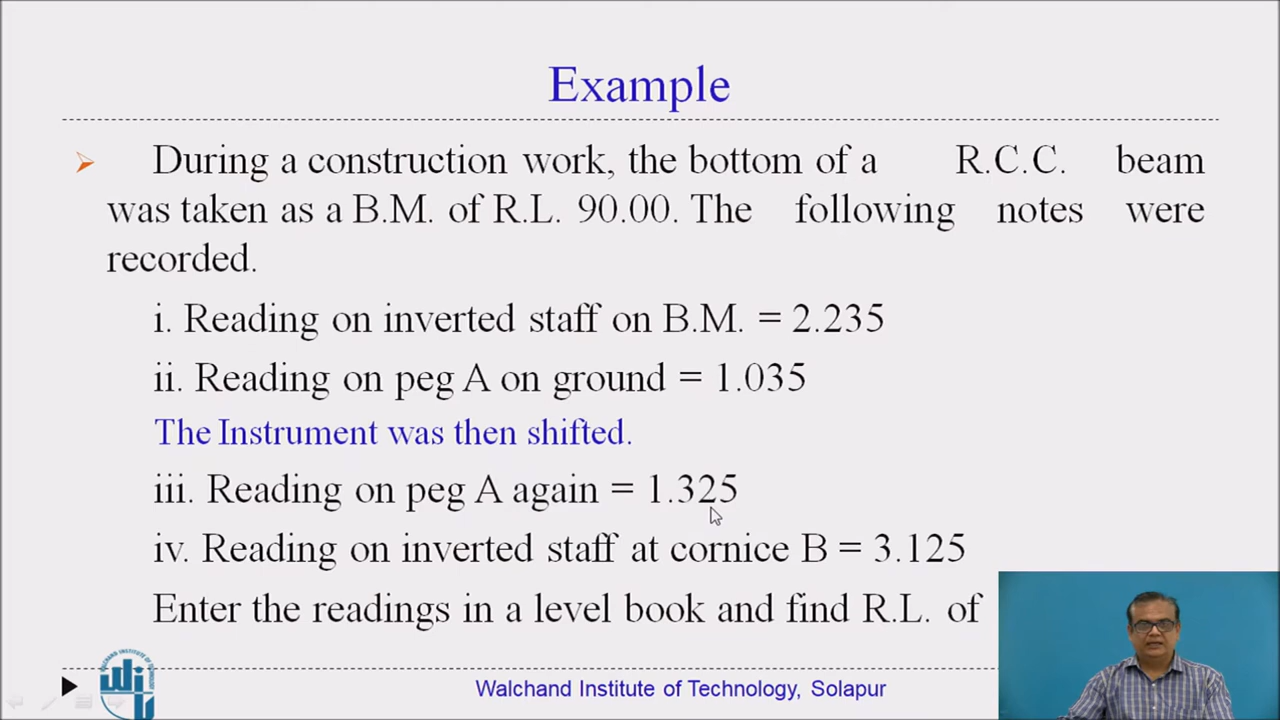 Example
During a construction work, the bottom of a R.C.C. beam
was taken as a B.M. of R.L. 90.00. The following notes were
recorded.
i. Reading on inverted staff on B.M. = 2.235
ii. Reading on peg A on ground = 1.035
The Instrument was then shifted.
iii. Reading on peg A again = 1.325
iv. Reading on inverted staff at cornice B = 3.125
Enter the readings in a level book and find R.L. of
Walchand Institute of Technology, Solapur